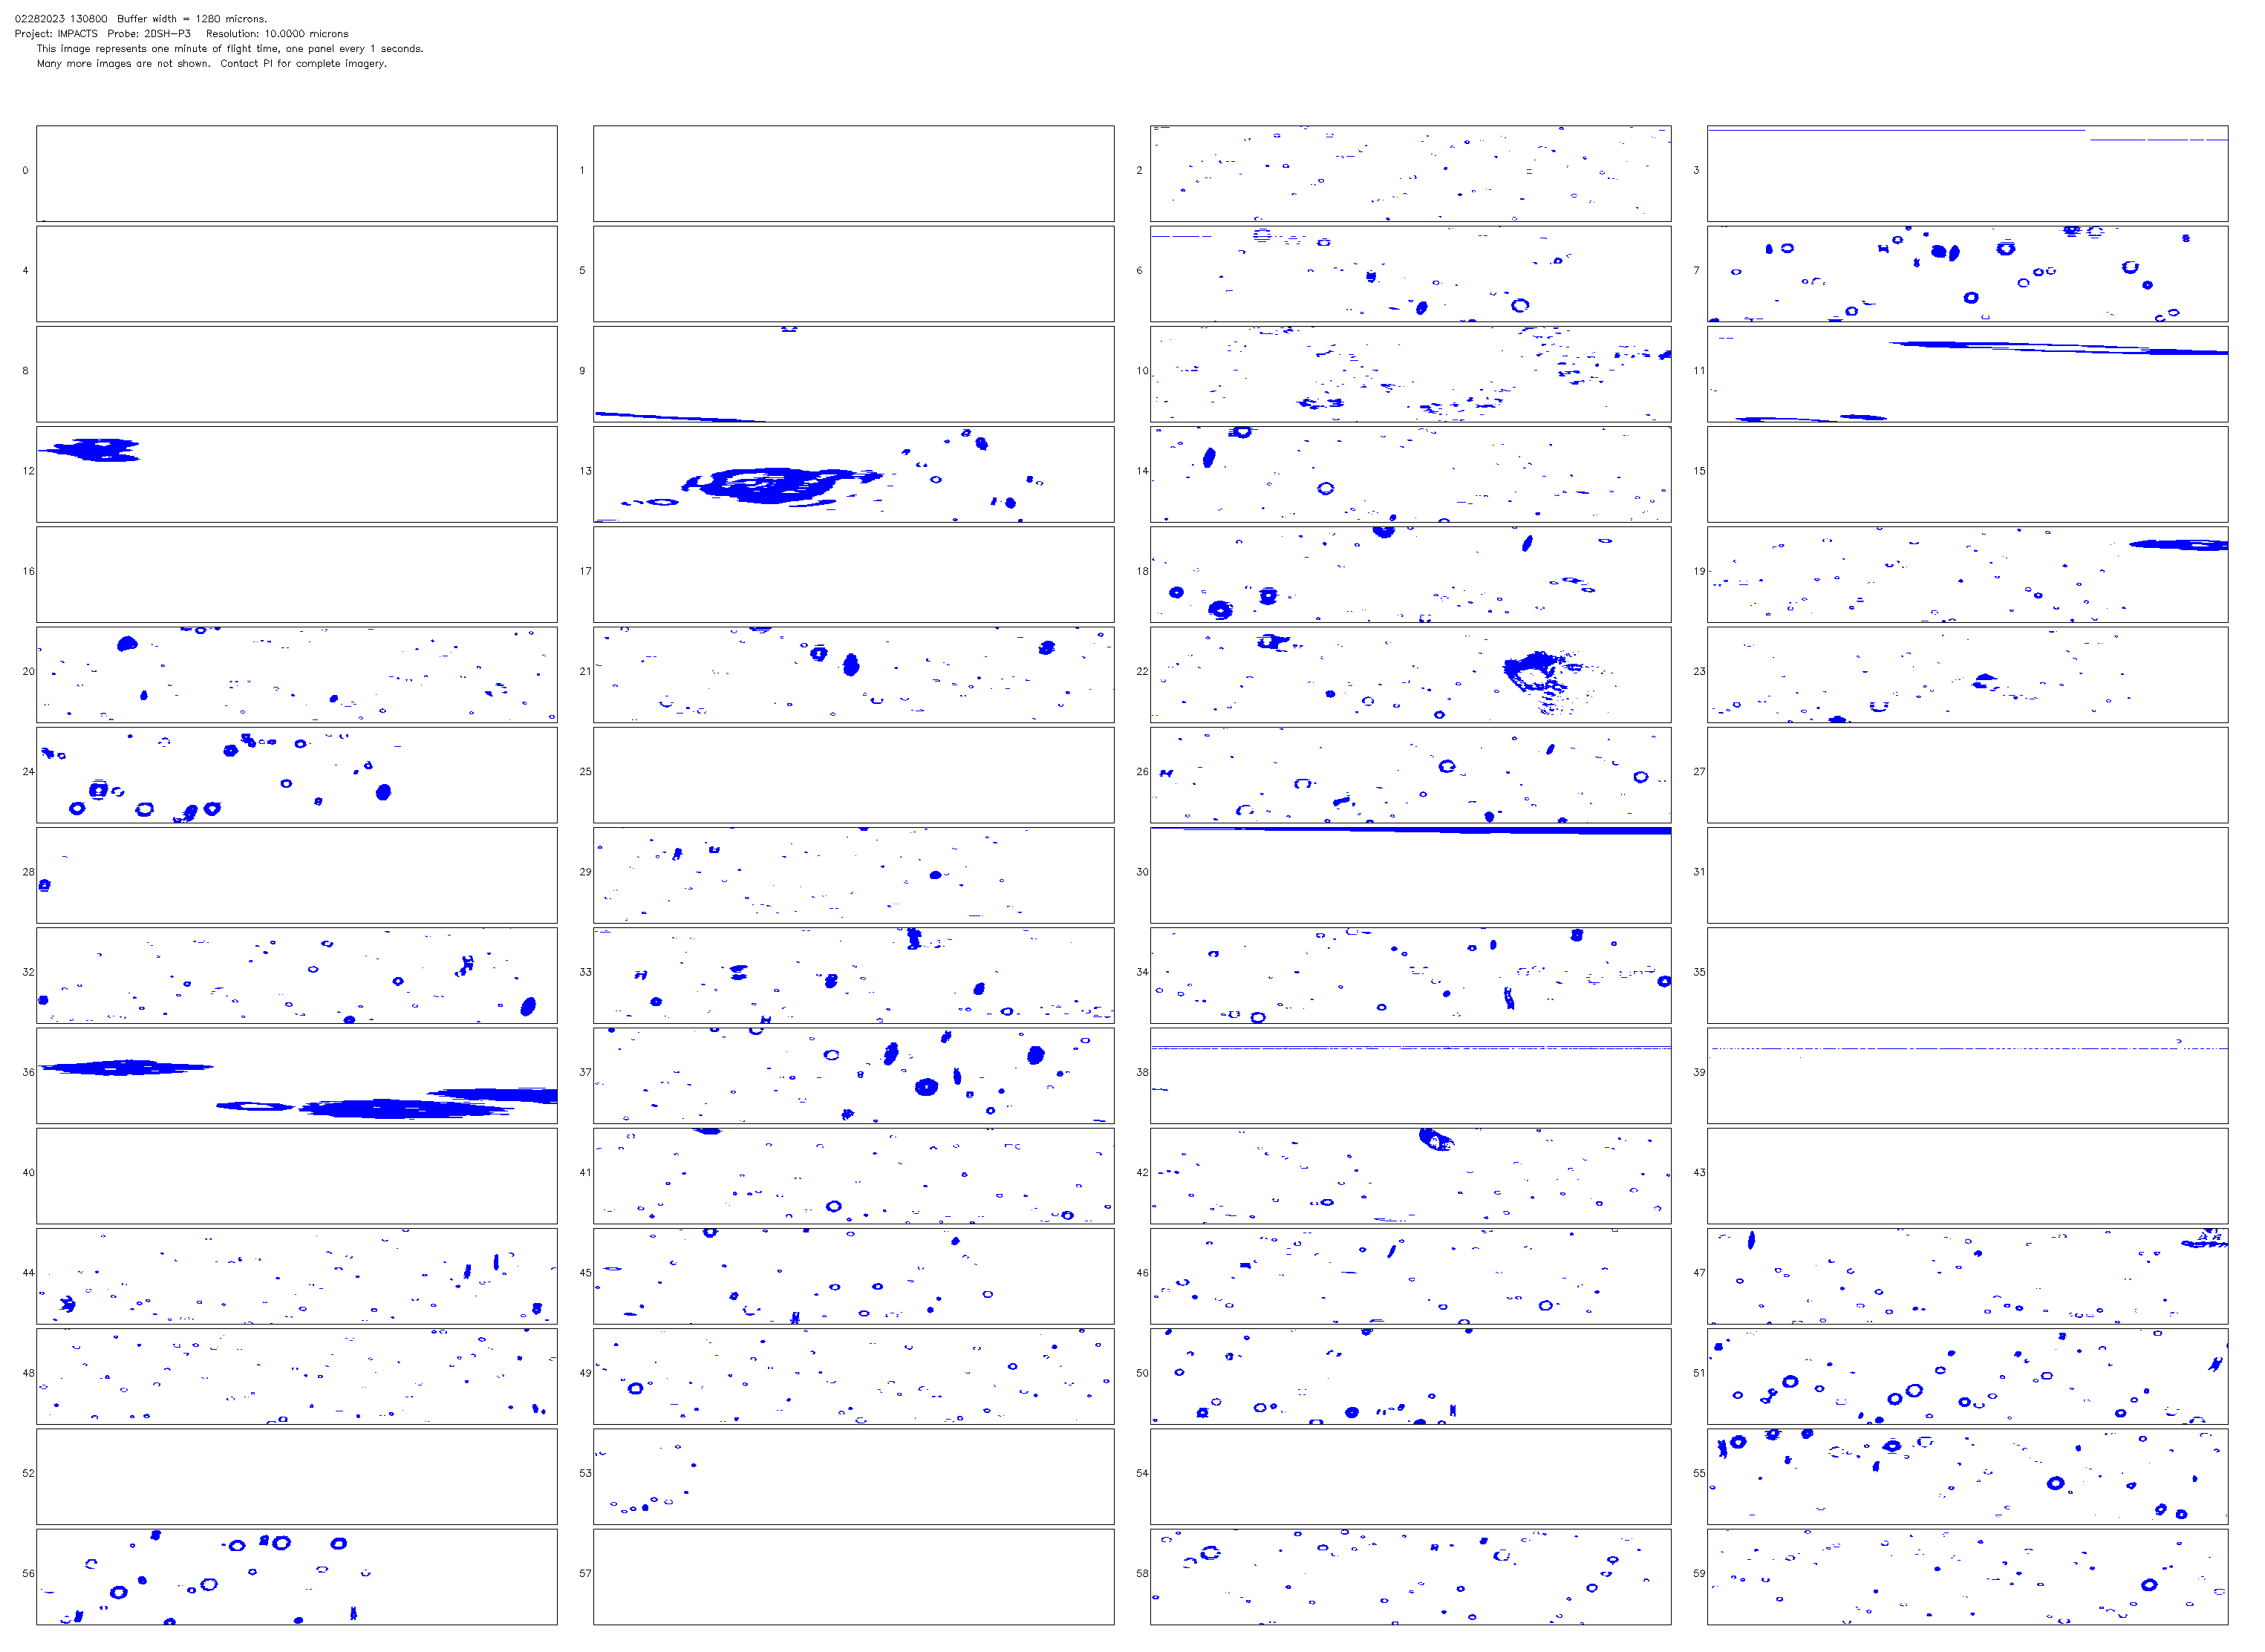 02282023 130800 Buffer width = 1280 microns.
Project: IMPACTS Probe: 2DSH-P3 Resolution: 10.0000 microns
This image represents one minute of flight time, one panel every 1 seconds.
Many more images are not shown. Contact PI for complete imagery.
0 1 2 3
4 5 6 7
8 9 10 11
12 13 14 15
16 17 18 19
20 21 22 23
24 25 26 27
28 29 30 31
32 33 34 35
36 37 38 39
40 41 42 43
44 45 46 47
48 49 50 51
52 53 54 55
56 57 58 59